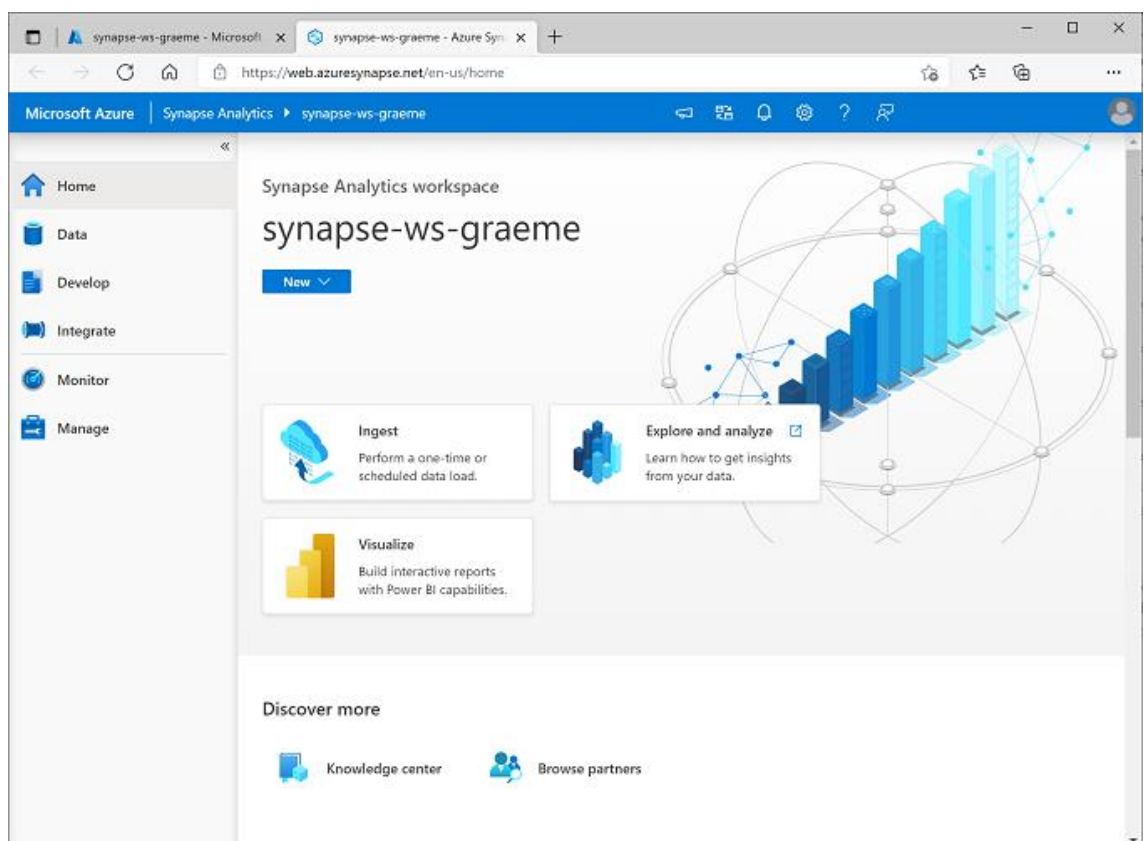 synapse-ws-graeme - Microsoft
synapse-ws-graeme - Azure Syn
https://web.azuresynapse.net/en-us/home
Microsoft Azure
Synapse Analytics
synapse-ws-graeme
«
Home
Data
Develop
Integrate
Monitor
Manage
Synapse Analytics workspace
synapse-ws-graeme
New
Ingest
Perform a one-time or
scheduled data load.
Explore and analyze
Learn how to get insights
from your data.
Visualize
Build interactive reports
with Power BI capabilities.
Discover more
Knowledge center
Browse partners